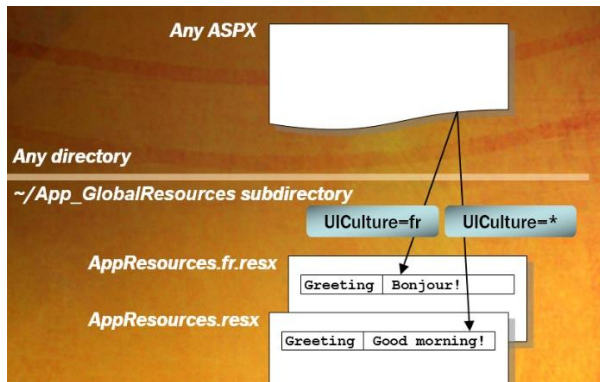 Any ASPX
Any directory
~/App_GlobalResources subdirectory
UICulture=fr
UICulture=*
AppResources.fr.resx
Greeting Bonjour!
AppResources.resx
Greeting Good morning!